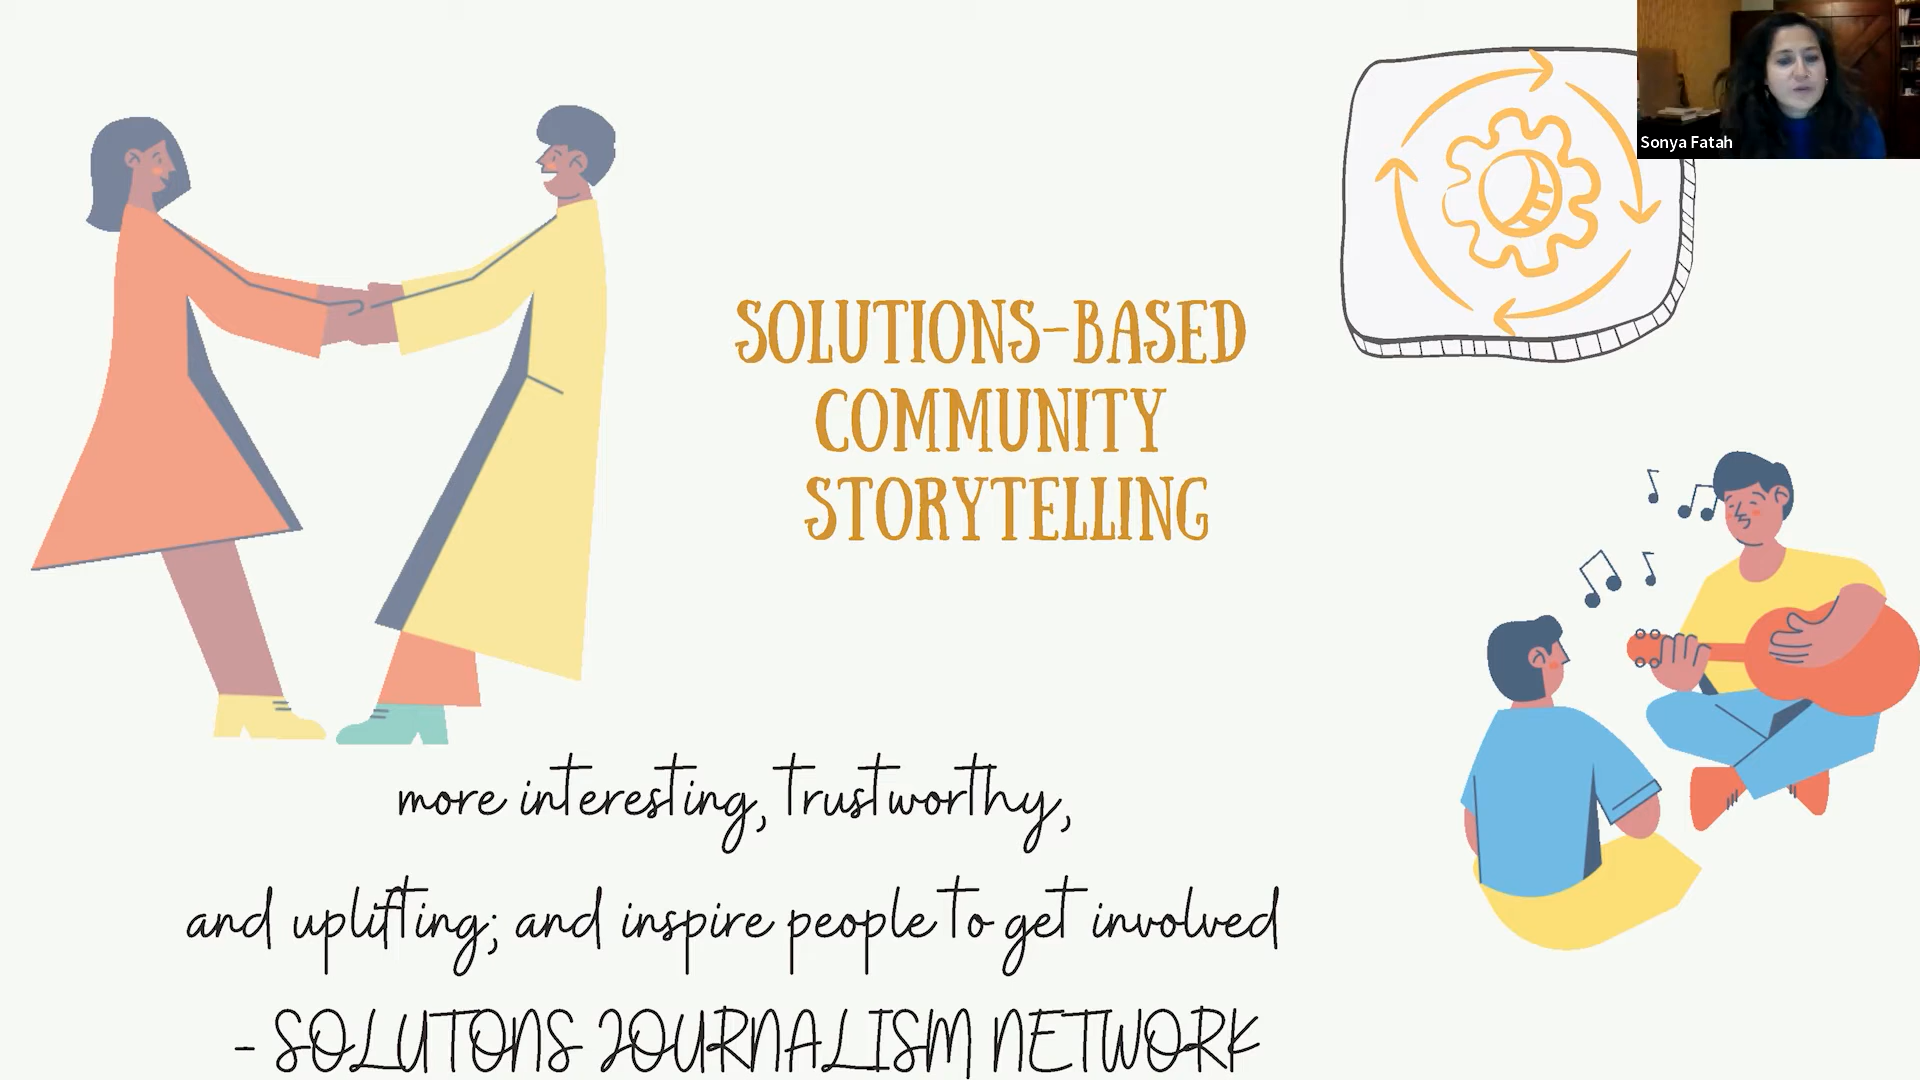 Sonya Fatah
SOLUTIONS-BASED
COMMUNITY
STORYTELLING
more interesting, trustworthy,
and uplifting; and inspire people to get involved
- SOLUTONS JOURNALISM NETWORK